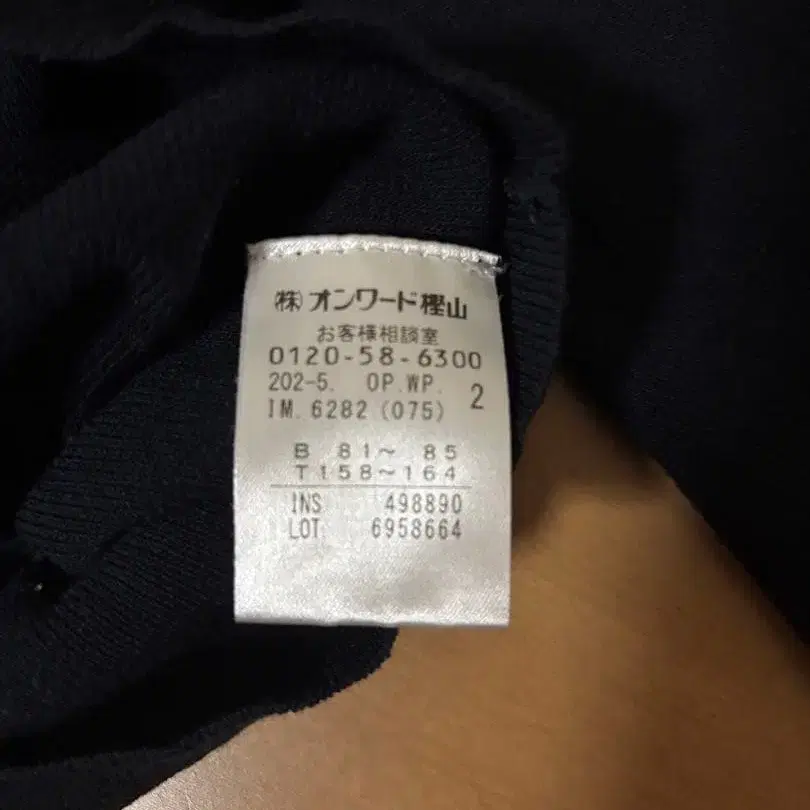 ㈱オンワード樫山
お客様相談室
0120-58-6300
202-5. OP.WP. 2
IM. 6282 (075)
B 81～ 85
T 158～164
INS 498890
LOT 6958664